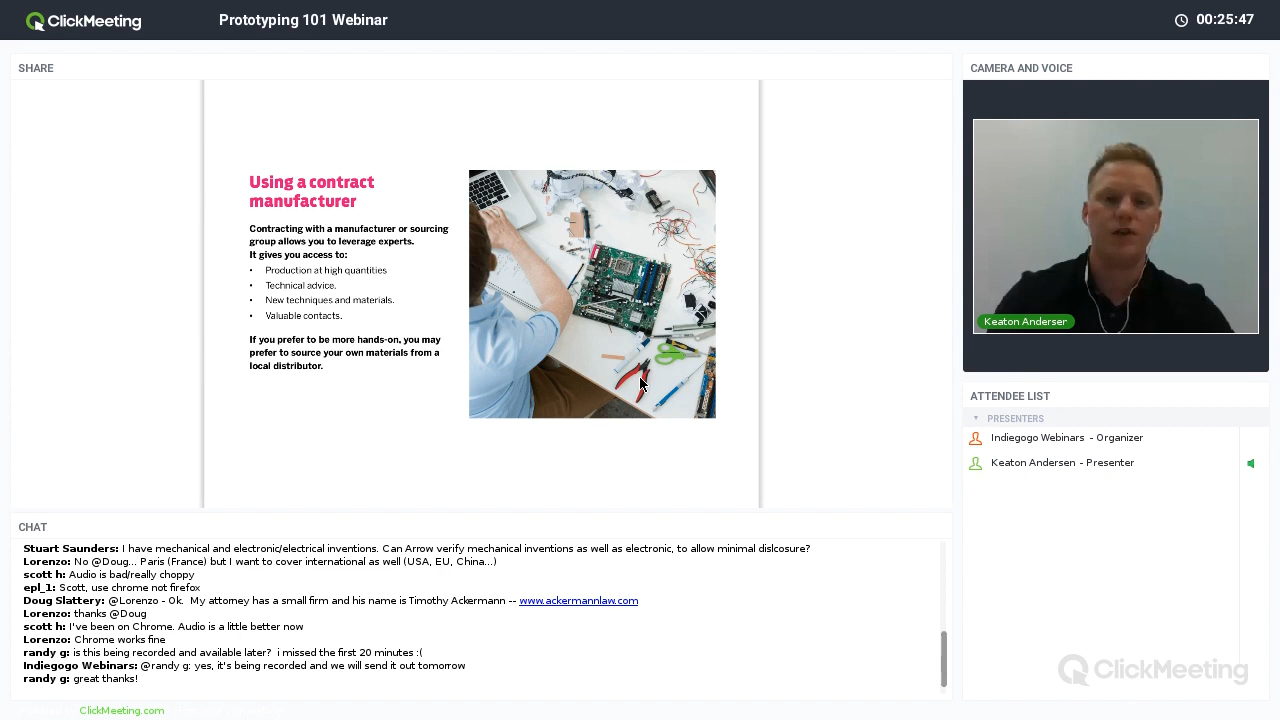 ClickMeeting
Prototyping 101 Webinar
00:25:47
SHARE
Using a contract
manufacturer
Contracting with a manufacturer or sourcing
group allows you to leverage experts.
It gives you access to:
• Production at high quantities
• Technical advice.
• New techniques and materials.
• Valuable contacts.
If you prefer to be more hands-on, you may
prefer to source your own materials from a
local distributor.
CAMERA AND VOICE
Keaton Andersen
ATTENDEE LIST
PRESENTERS
Indiegogo Webinars - Organizer
Keaton Andersen - Presenter
CHAT
Stuart Saunders: I have mechanical and electronic/electrical inventions. Can Arrow verify mechanical inventions as well as electronic, to allow minimal dislcosure?
Lorenzo: No @Doug... Paris (France) but I want to cover international as well (USA, EU, China...)
scott h: Audio is bad/really choppy
epl_1: Scott, use chrome not firefox
Doug Slattery: @Lorenzo - Ok. My attorney has a small firm and his name is Timothy Ackermann -- www.ackermannlaw.com
Lorenzo: thanks @Doug
scott h: I've been on Chrome. Audio is a little better now
Lorenzo: Chrome works fine
randy g: is this being recorded and available later? i missed the first 20 minutes :(
Indiegogo Webinars: @randy g: yes, it's being recorded and we will send it out tomorrow
randy g: great thanks!
ClickMeeting
ClickMeeting.com